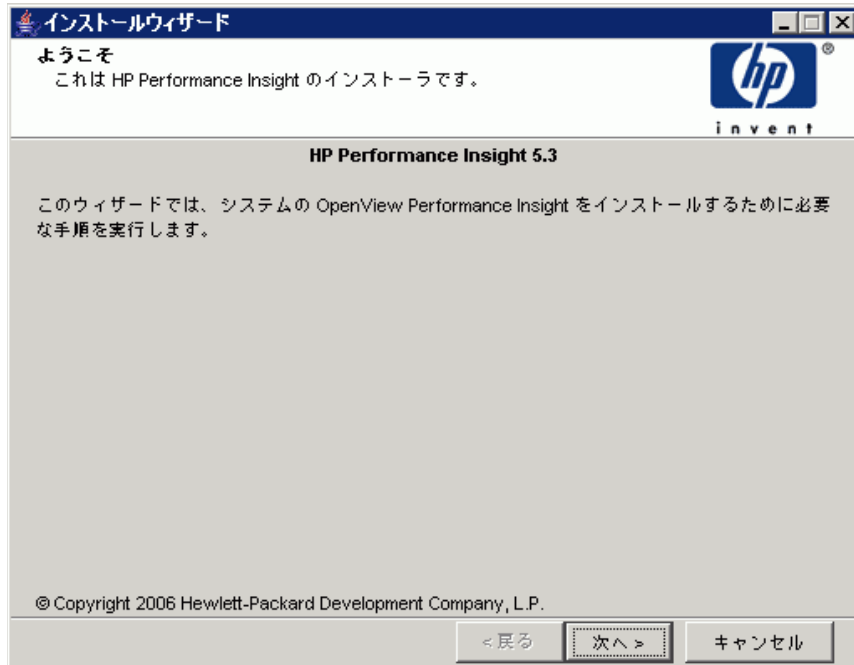 インストールウィザード
ようこそ
これは HP Performance Insight のインストーラです。
hp
®
invent
HP Performance Insight 5.3
このウィザードでは、システムの OpenView Performance Insight をインストールするために必要
な手順を実行します。
© Copyright 2006 Hewlett-Packard Development Company, L.P.
<戻る 次へ> キャンセル